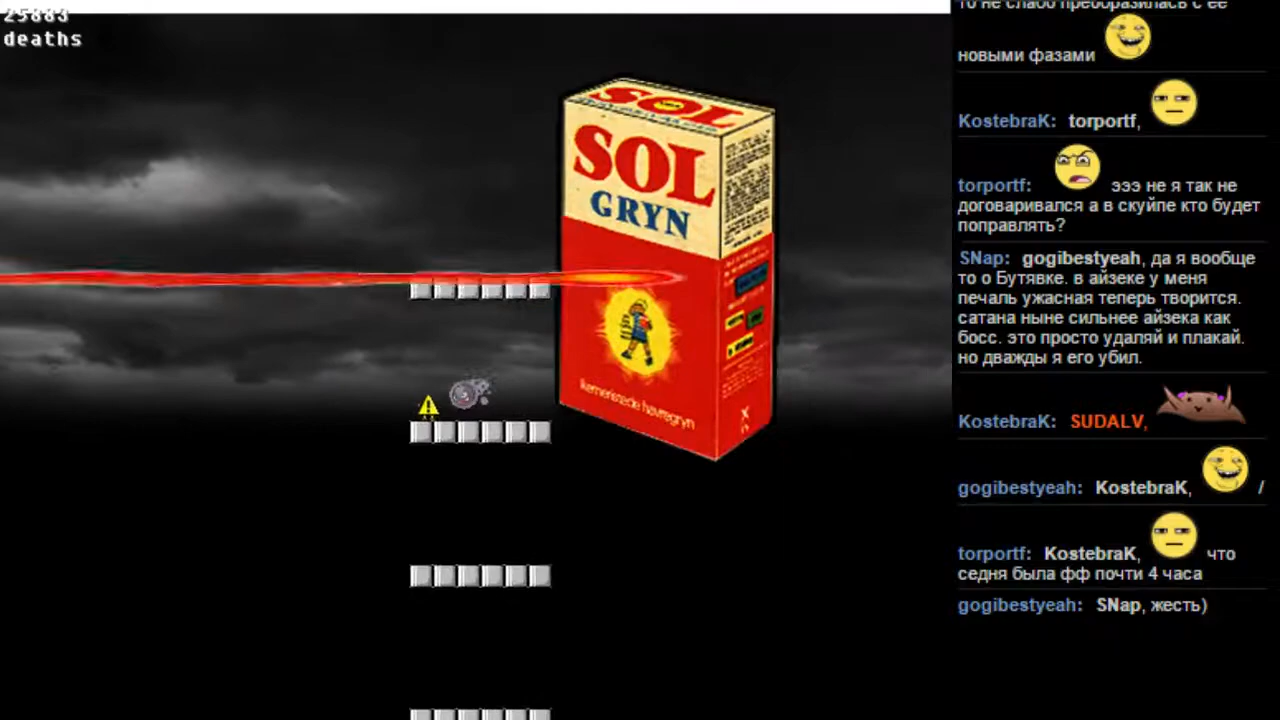 25883
deaths
SOL
SOL
GRYN
то не слабо преобразилась с ее
новыми фазами
KostebraK: torportf,
torportf: эээ не я так не
договаривался а в скуйпе кто будет
поправлять?
SNap: gogibestyeah, да я вообще
то о Бутявке. в айзеке у меня
печаль ужасная теперь творится.
сатана ныне сильнее айзека как
босс. это просто удаляй и плакай.
но дважды я его убил.
KostebraK: SUDALV,
gogibestyeah: KostebraK, /
torportf: KostebraK, что
седня была фф почти 4 часа
gogibestyeah: SNap, жесть)